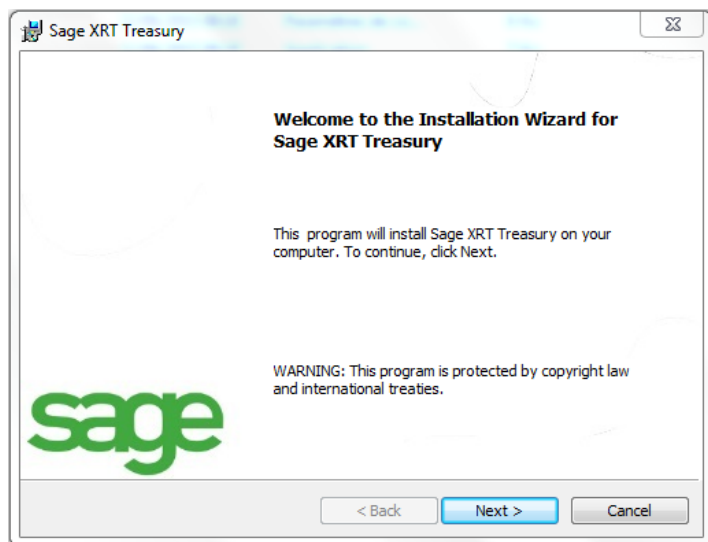 Sage XRT Treasury
Welcome to the Installation Wizard for
Sage XRT Treasury
This program will install Sage XRT Treasury on your
computer. To continue, click Next.
WARNING: This program is protected by copyright law
and international treaties.
sage
< Back Next > Cancel